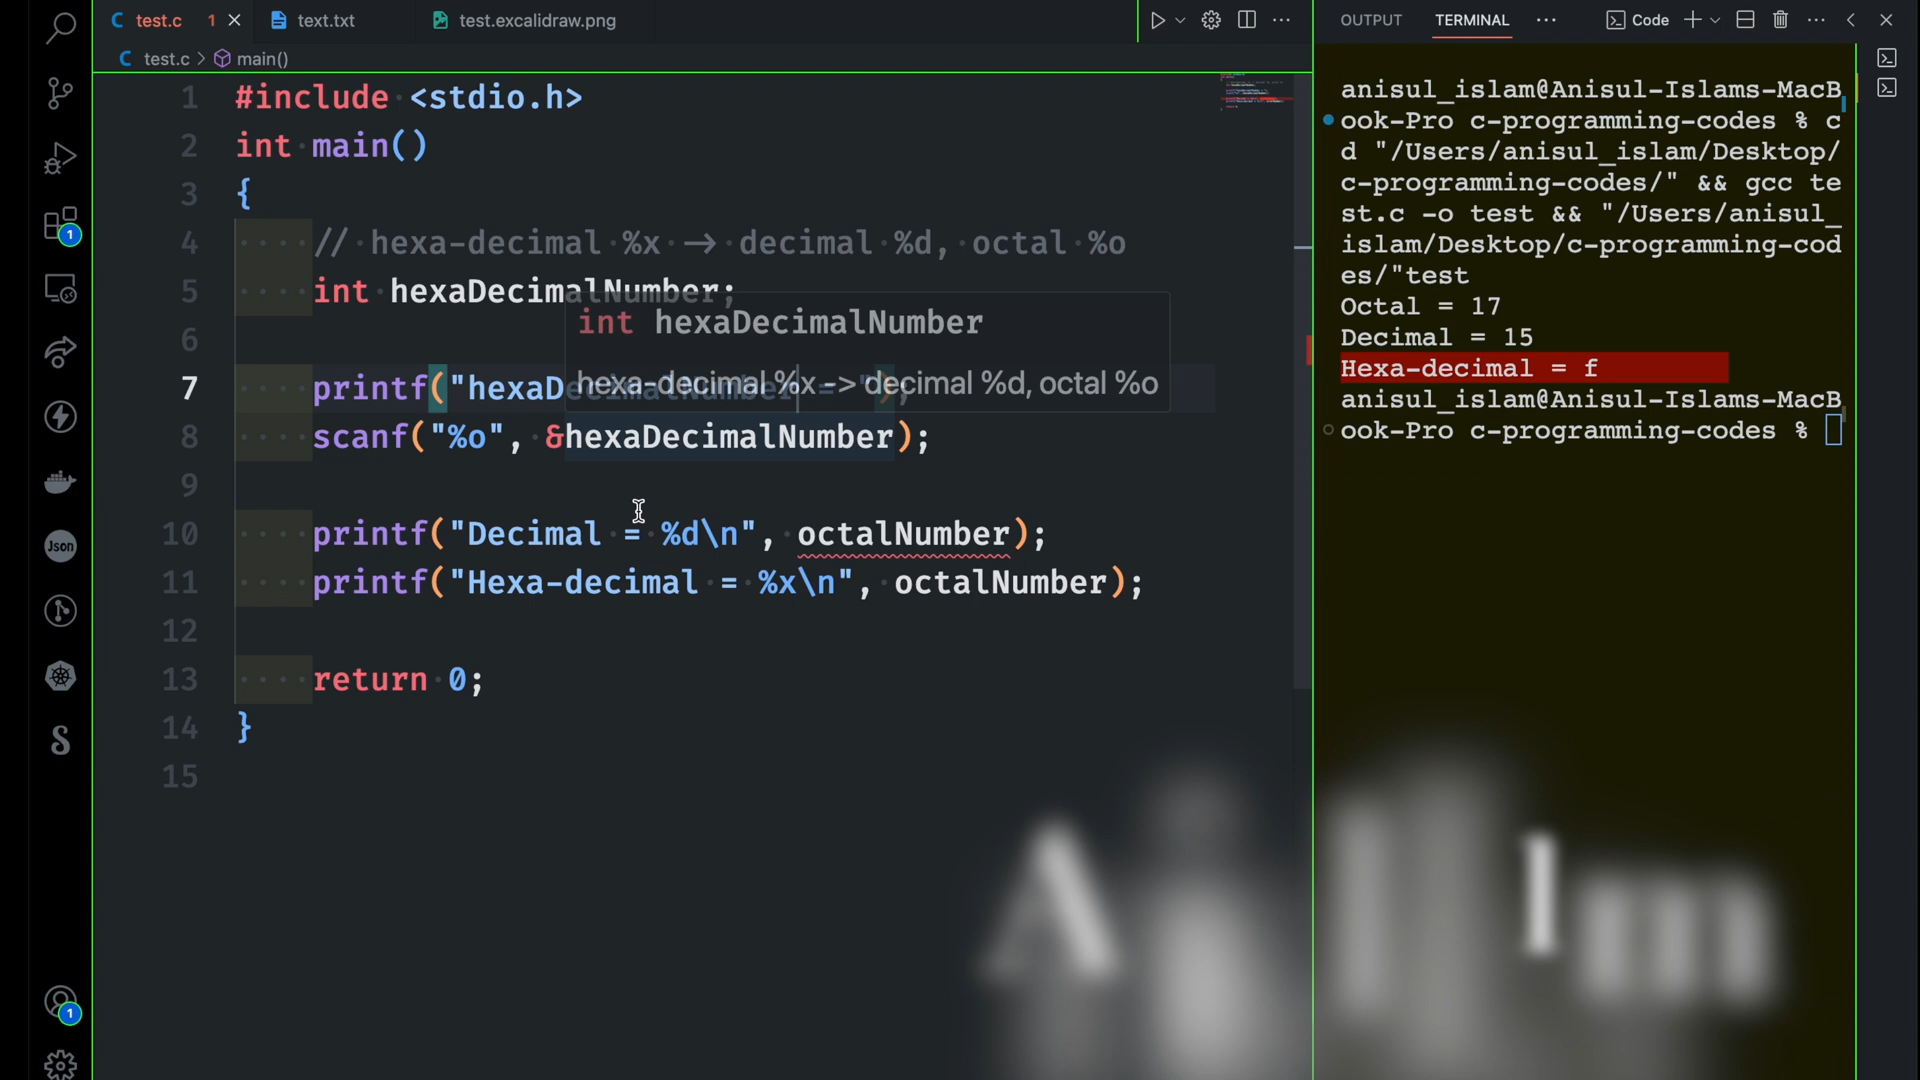 test.c 1
text.txt
test.excalidraw.png
OUTPUT
TERMINAL
Code
test.c > main()
1 #include <stdio.h>
2 int main()
3 {
4 // hexa-decimal %x -> decimal %d, octal %o
5 int hexaDecimalNumber;
int hexaDecimalNumber
6
hexa-decimal %x -> decimal %d, octal %o
7 printf("hexaDecimalNumber = ");
8 scanf("%o", &hexaDecimalNumber);
9
10 printf("Decimal = %d\n", octalNumber);
11 printf("Hexa-decimal = %x\n", octalNumber);
12
13 return 0;
14 }
15
anisul_islam@Anisul-Islams-MacB
ook-Pro c-programming-codes % c
d "/Users/anisul_islam/Desktop/
c-programming-codes/" && gcc te
st.c -o test && "/Users/anisul_
islam/Desktop/c-programming-cod
es/"test
Octal = 17
Decimal = 15
Hexa-decimal = f
anisul_islam@Anisul-Islams-MacB
ook-Pro c-programming-codes %
1
Json
1